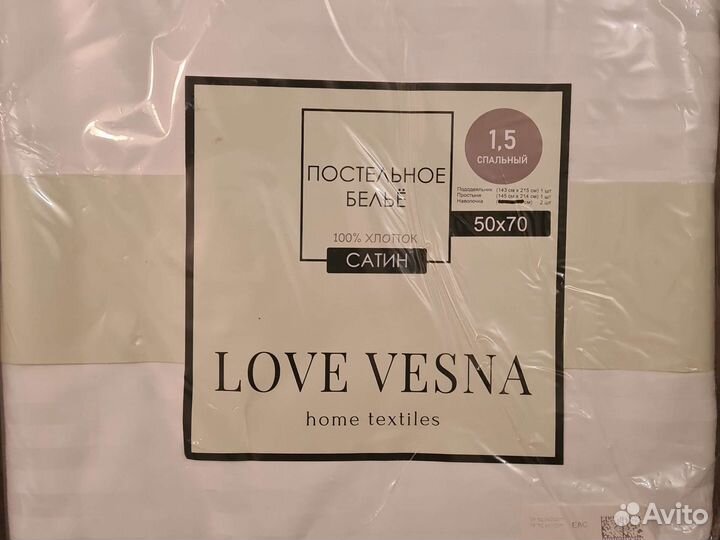 1,5
СПАЛЬНЫЙ
ПОСТЕЛЬНОЕ
БЕЛЬЁ
100% ХЛОПОК
САТИН
Пододеяльник (143 см х 215 см) 1 шт
Простыня (145 см х 214 см) 1 шт
Наволочка 2 шт
50x70
LOVE VESNA
home textiles
EAC
Avito